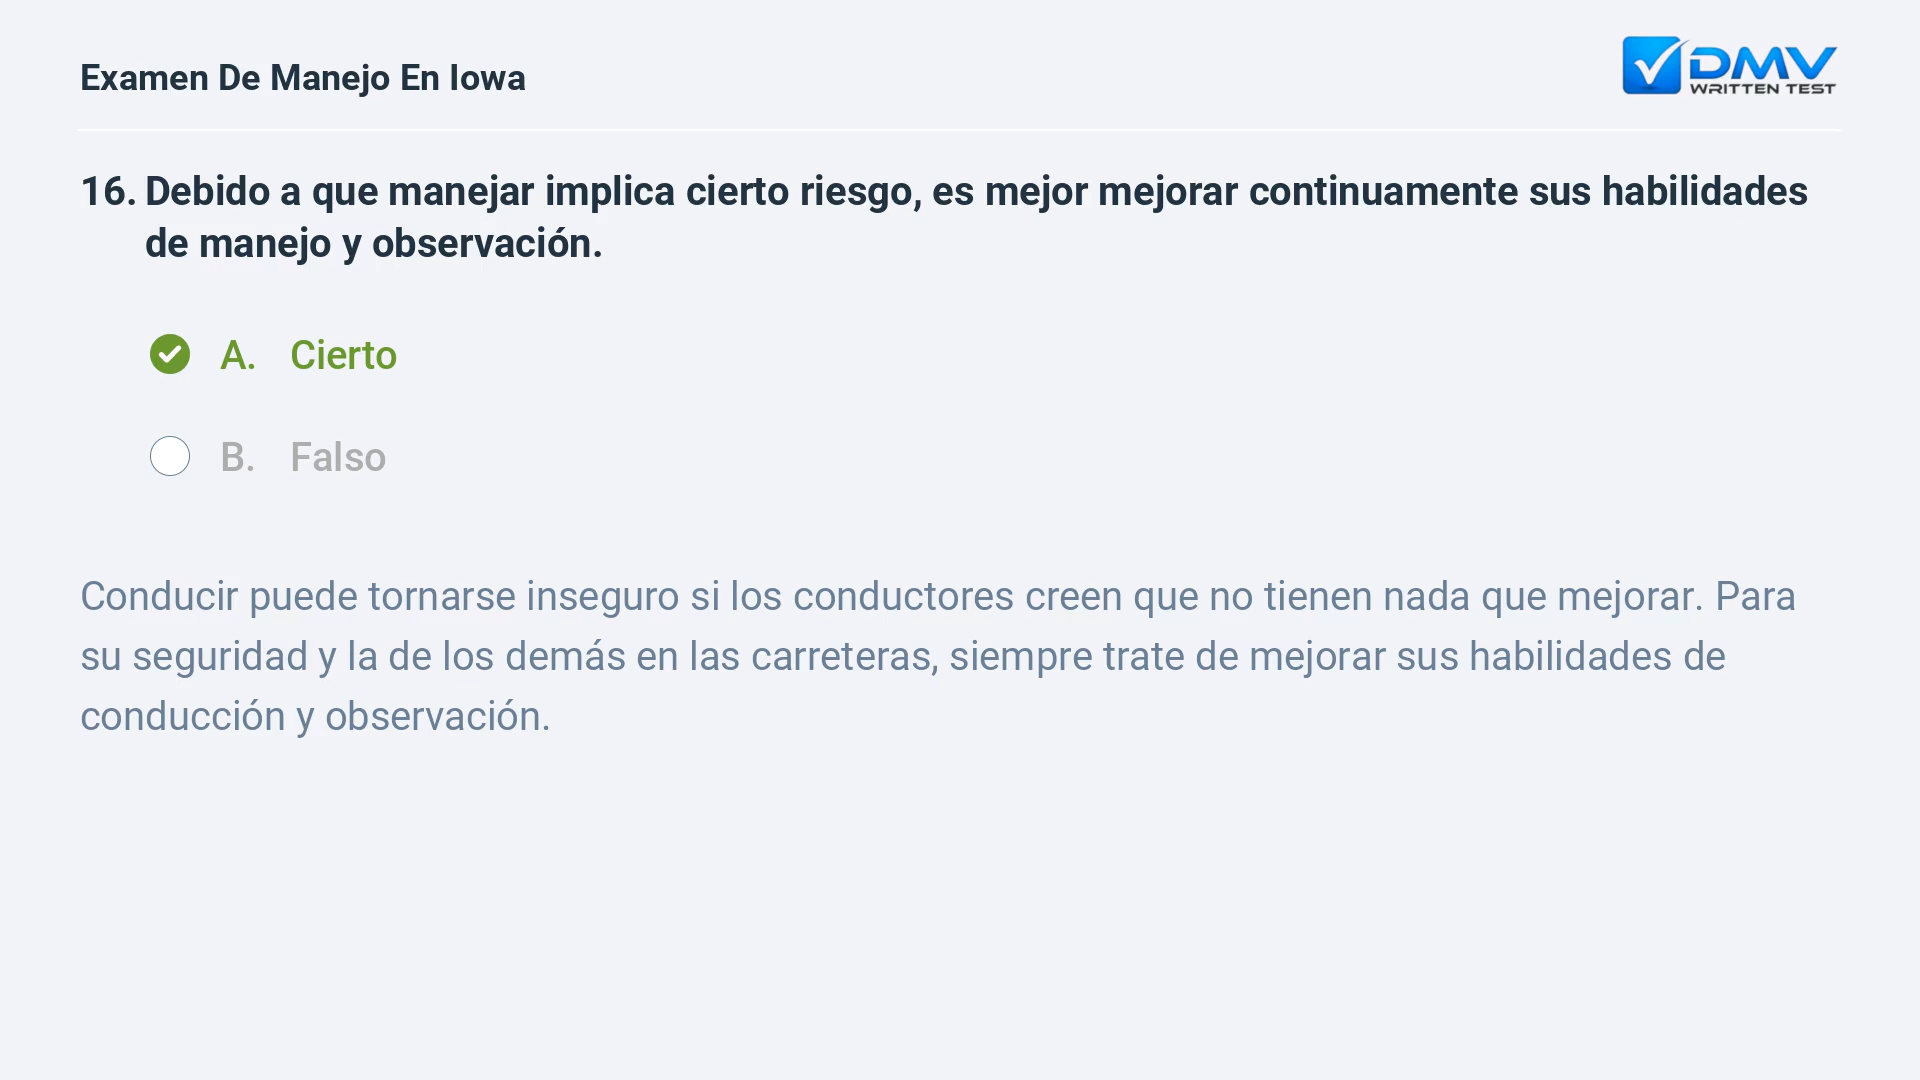 Examen De Manejo En Iowa
DMV
WRITTEN TEST
16. Debido a que manejar implica cierto riesgo, es mejor mejorar continuamente sus habilidades
de manejo y observación.
A. Cierto
B. Falso
Conducir puede tornarse inseguro si los conductores creen que no tienen nada que mejorar. Para
su seguridad y la de los demás en las carreteras, siempre trate de mejorar sus habilidades de
conducción y observación.